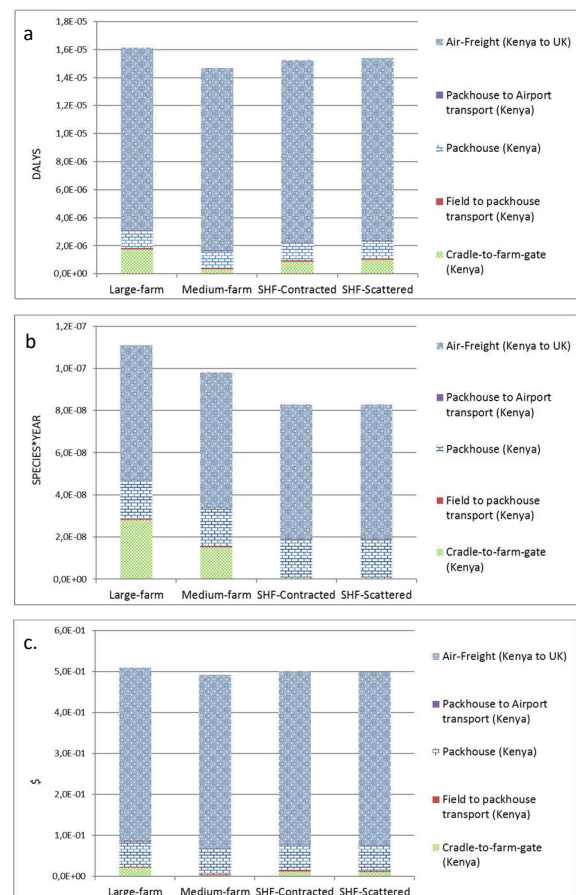 a
1,8E-05
1,6E-05
1,4E-05
1,2E-05
1,0E-05
8,0E-06
6,0E-06
4,0E-06
2,0E-06
0,0E+00
DALYS
Large-farm Medium-farm SHF-Contracted SHF-Scattered
Air-Freight (Kenya to UK)
Packhouse to Airport
transport (Kenya)
Packhouse (Kenya)
Field to packhouse
transport (Kenya)
Cradle-to-farm-gate
(Kenya)
b
1,2E-07
1,0E-07
8,0E-08
6,0E-08
4,0E-08
2,0E-08
0,0E+00
SPECIES*YEAR
Large-farm Medium-farm SHF-Contracted SHF-Scattered
Air-Freight (Kenya to UK)
Packhouse to Airport
transport (Kenya)
Packhouse (Kenya)
Field to packhouse
transport (Kenya)
Cradle-to-farm-gate
(Kenya)
c.
6,0E-01
5,0E-01
4,0E-01
3,0E-01
2,0E-01
1,0E-01
0,0E+00
$
Large-farm Medium-farm SHF-Contracted SHF-Scattered
Air-Freight (Kenya to UK)
Packhouse to Airport
transport (Kenya)
Packhouse (Kenya)
Field to packhouse
transport (Kenya)
Cradle-to-farm-gate
(Kenya)